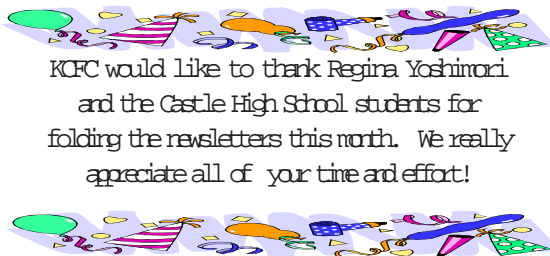 KCFC would like to thank Regina Yoshimori
and the Castle High School students for
folding the newsletters this month. We really
appreciate all of your time and effort!